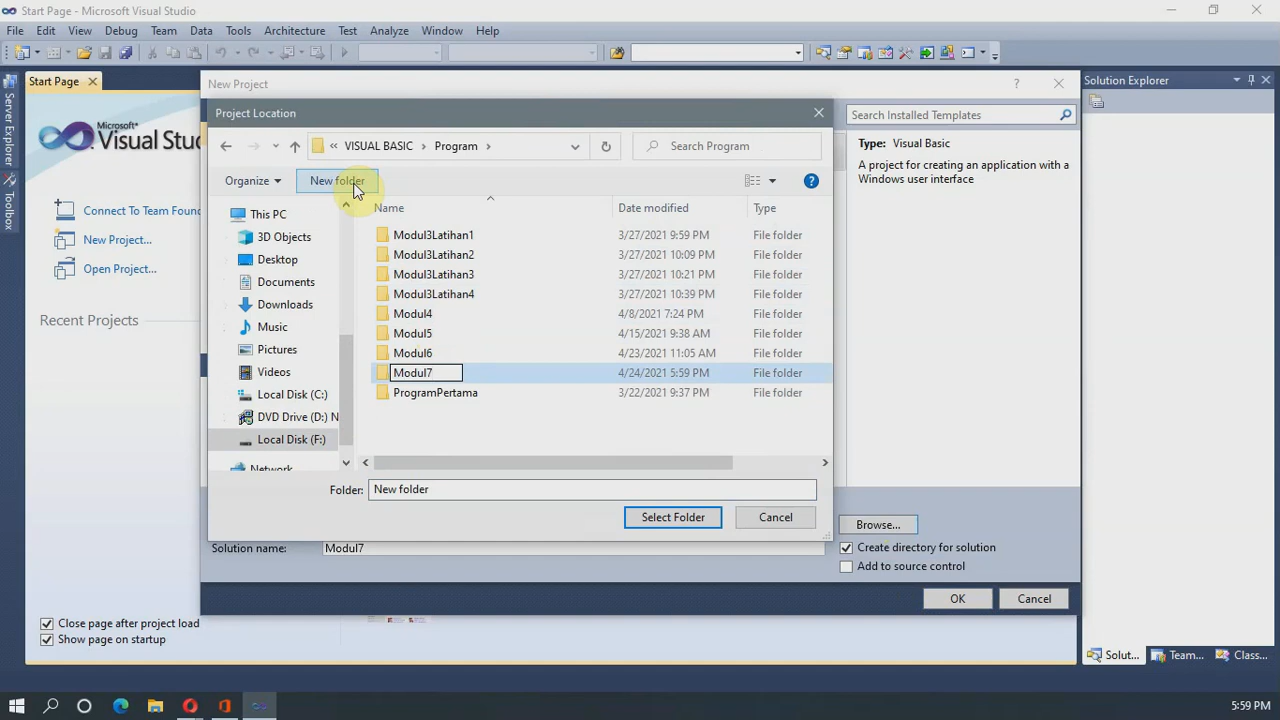 Start Page - Microsoft Visual Studio
File Edit View Debug Team Tools Architecture Test Analyze Window Help
Start Page
Server Explorer
Toolbox
Microsoft®
Visual Studi
Connect To Team Found
New Project...
Open Project...
Recent Projects
Close page after project load
Show page on startup
New Project
Project Location
« VISUAL BASIC Program
Search Program
Organize New folder
This PC
3D Objects
Desktop
Documents
Downloads
Music
Pictures
Videos
Local Disk (C:)
DVD Drive (D:) N
Local Disk (F:)
Network
Name Date modified Type
Modul3Latihan1 3/27/2021 9:59 PM File folder
Modul3Latihan2 3/27/2021 10:09 PM File folder
Modul3Latihan3 3/27/2021 10:21 PM File folder
Modul3Latihan4 3/27/2021 10:39 PM File folder
Modul4 4/8/2021 7:24 PM File folder
Modul5 4/15/2021 9:38 AM File folder
Modul6 4/23/2021 11:05 AM File folder
Modul7 4/24/2021 5:59 PM File folder
ProgramPertama 3/22/2021 9:37 PM File folder
Folder: New folder
Select Folder Cancel
Search Installed Templates
Type: Visual Basic
A project for creating an application with a
Windows user interface
Browse...
Solution name: Modul7
Create directory for solution
Add to source control
OK Cancel
Solution Explorer
Solut... Team... Class...
5:59 PM